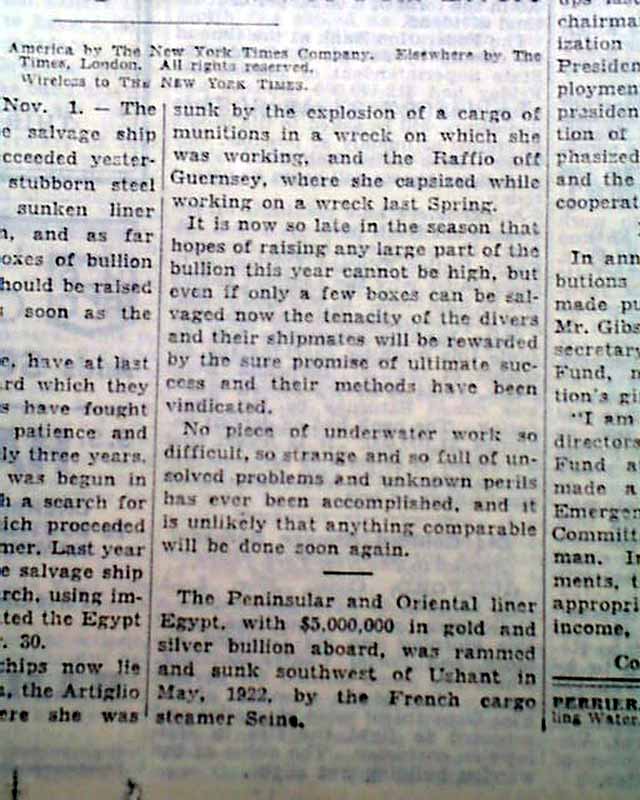 America by The New York Times Company. Elsewhere by The
Times, London. All rights reserved.
Wireless to THE NEW YORK TIMES.
Nov. 1. — The
salvage ship
cceeded yester-
stubborn steel
sunken liner
and as far
oxes of bullion
hould be raised
soon as the
have at last
rd which they
s have fought
patience and
ly three years.
was begun in
h a search for
ich proceeded
mer. Last year
e salvage ship
rch, using im-
ted the Egypt
30.
hips now lie
the Artiglio
ere she was
sunk by the explosion of a cargo of
munitions in a wreck on which she
was working, and the Raffio off
Guernsey, where she capsized while
working on a wreck last Spring.
It is now so late in the season that
hopes of raising any large part of the
bullion this year cannot be high, but
even if only a few boxes can be sal-
vaged now the tenacity of the divers
and their shipmates will be rewarded
by the sure promise of ultimate suc-
cess and their methods have been
vindicated.
No piece of underwater work so
difficult, so strange and so full of un-
solved problems and unknown perils
has ever been accomplished, and it
is unlikely that anything comparable
will be done soon again.
The Peninsular and Oriental liner
Egypt, with $5,000,000 in gold and
silver bullion aboard, was rammed
and sunk southwest of Ushant in
May, 1922, by the French cargo
steamer Seine.
chairma
ization
Presiden
ployment
presiden
tion of
phasized
and the
cooperat
In ann
butions
made pu
Mr. Gibs
secretary
Fund, m
tion's gi
"I am
directors
Fund a
made a
Emergen
Committ
man. In
ments, t
appropri
income,
Co
PERRIER
ling Water